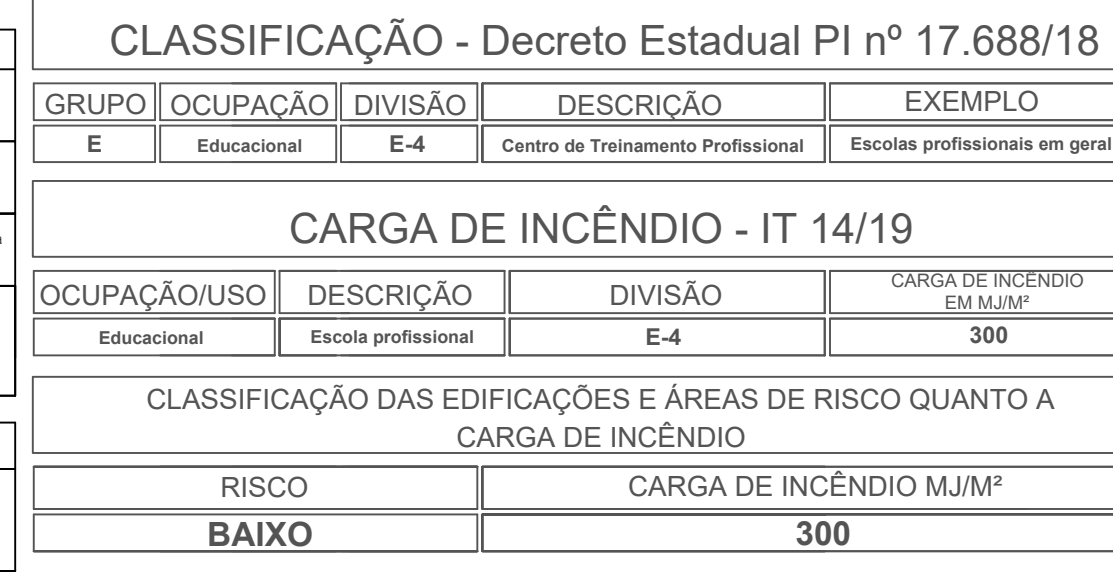 CLASSIFICAÇÃO - Decreto Estadual PI nº 17.688/18
GRUPO OCUPAÇÃO DIVISÃO DESCRIÇÃO EXEMPLO
E Educacional E-4 Centro de Treinamento Profissional Escolas profissionais em geral
CARGA DE INCÊNDIO - IT 14/19
OCUPAÇÃO/USO DESCRIÇÃO DIVISÃO CARGA DE INCÊNDIO
EM MJ/M²
Educacional Escola profissional E-4 300
CLASSIFICAÇÃO DAS EDIFICAÇÕES E ÁREAS DE RISCO QUANTO A
CARGA DE INCÊNDIO
RISCO CARGA DE INCÊNDIO MJ/M²
BAIXO 300